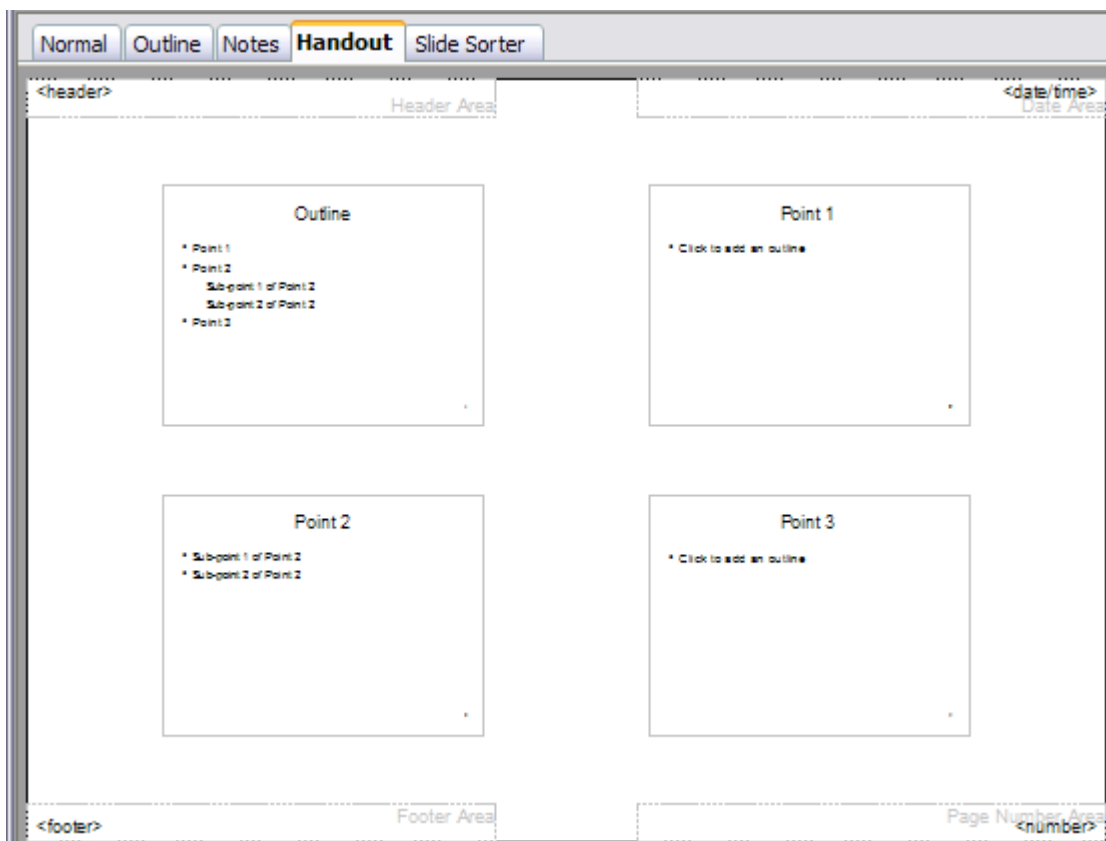 Normal Outline Notes Handout Slide Sorter
<header> Header Area <date/time> Date Area
Outline
• Point 1
• Point 2
Sub-point 1 of Point 2
Sub-point 2 of Point 2
• Point 3
Point 1
• Click to add an outline
Point 2
• Sub-point 1 of Point 2
• Sub-point 2 of Point 2
Point 3
• Click to add an outline
<footer> Footer Area Page Number Area <number>